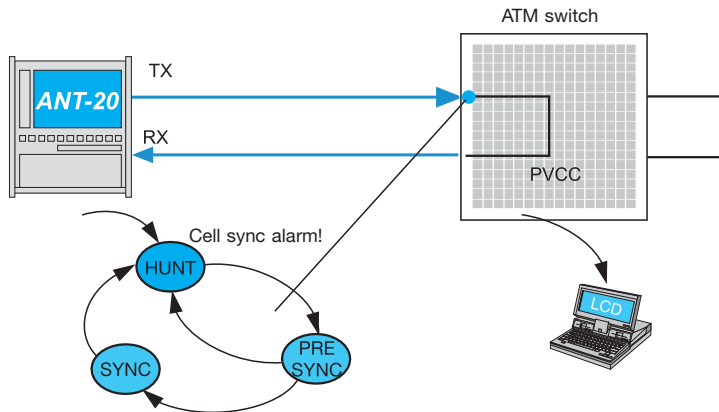 ATM switch
TX
ANT-20
RX
PVCC
Cell sync alarm!
HUNT
LCD
PRE
SYNC
SYNC